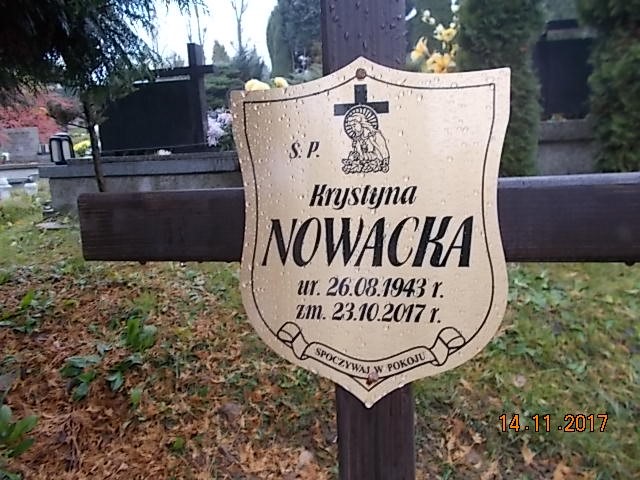 Ś. P.
Krystyna
NOWACKA
ur. 26.08.1943 r.
zm. 23.10.2017 r.
SPOCZYWAJ W POKOJU
14.11.2017